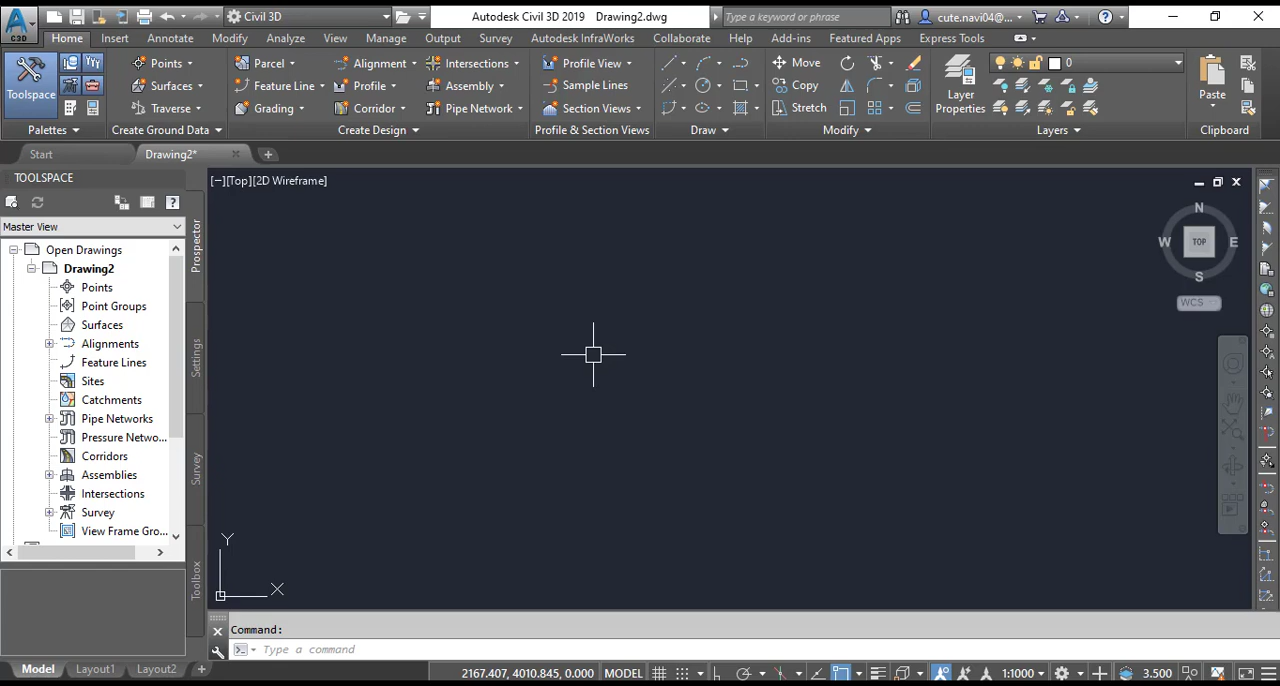 Civil 3D
Autodesk Civil 3D 2019 Drawing2.dwg
Type a keyword or phrase
cute.navi04@...
C3D
Home Insert Annotate Modify Analyze View Manage Output Survey Autodesk InfraWorks Collaborate Help Add-ins Featured Apps Express Tools
Toolspace
Points
Surfaces
Traverse
Parcel
Feature Line
Grading
Alignment
Profile
Corridor
Intersections
Assembly
Pipe Network
Profile View
Sample Lines
Section Views
Move
Copy
Stretch
Layer
Properties
0
Paste
Palettes Create Ground Data Create Design Profile & Section Views Draw Modify Layers Clipboard
Start Drawing2*
TOOLSPACE
Master View
Open Drawings
Drawing2
Points
Point Groups
Surfaces
Alignments
Feature Lines
Sites
Catchments
Pipe Networks
Pressure Netwo...
Corridors
Assemblies
Intersections
Survey
View Frame Gro...
Prospector
Settings
Survey
Toolbox
[−][Top][2D Wireframe]
N
W TOP E
S
WCS
Y
X
Command:
Type a command
Model Layout1 Layout2
2167.407, 4010.845, 0.000 MODEL 1:1000 3.500